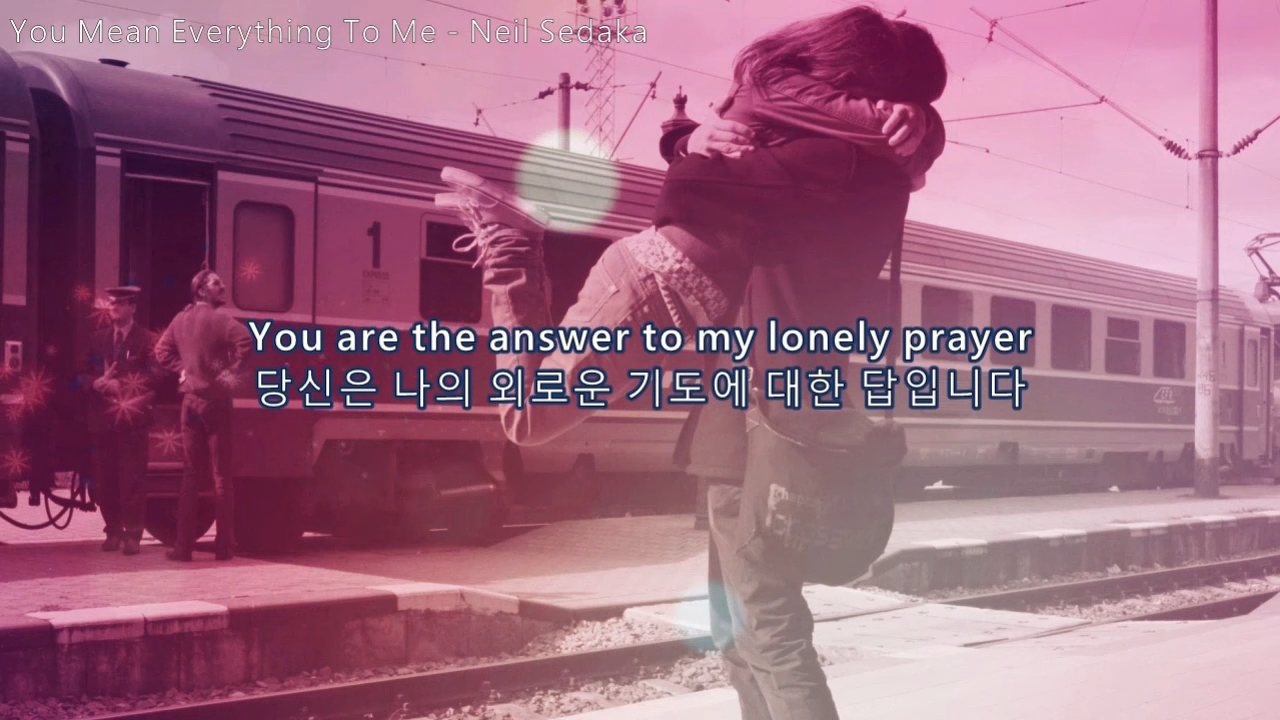 You Mean Everything To Me - Neil Sedaka
1
You are the answer to my lonely prayer
당신은 나의 외로운 기도에 대한 답입니다